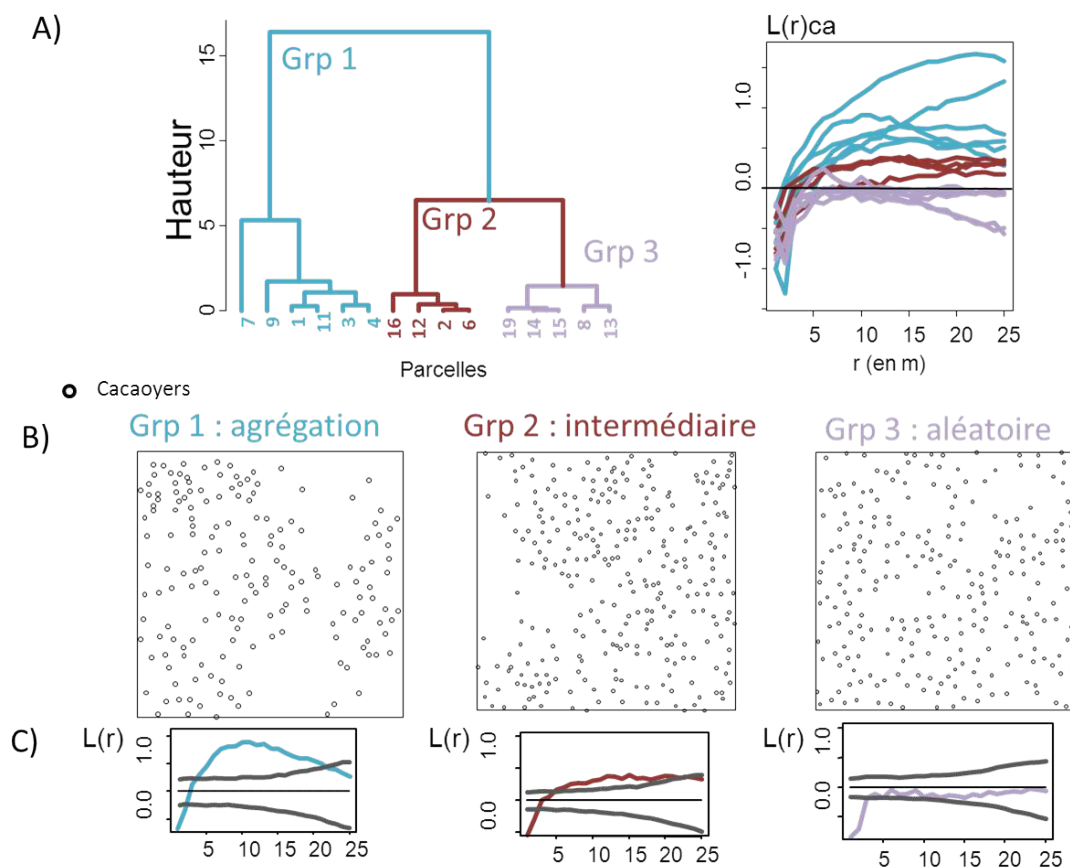 A)
Hauteur
0
5
10
15
Grp 1
Grp 2
Grp 3
7 9 1 11 3 4 16 12 2 6 19 14 15 8 13
Parcelles
L(r)ca
1.0
0.0
-1.0
5 10 15 20 25
r (en m)
Cacaoyers
B)
Grp 1 : agrégation
Grp 2 : intermédiaire
Grp 3 : aléatoire
C)
L(r)
1.0
0.0
5 10 15 20 25
L(r)
1.0
0.0
5 10 15 20 25
L(r)
1.0
0.0
5 10 15 20 25